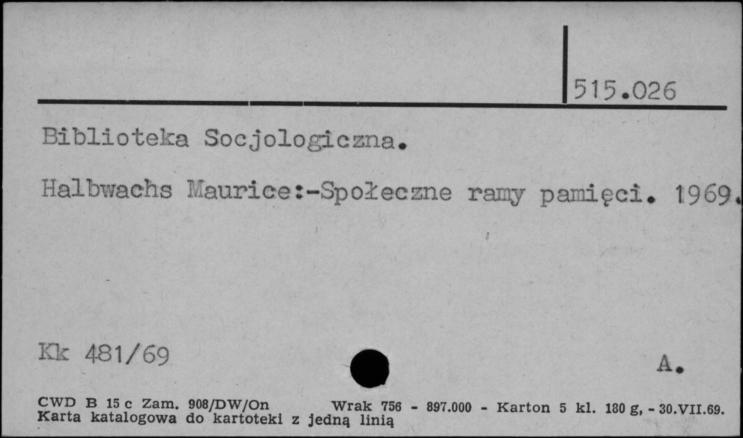 515.026
Biblioteka Socjologiczna.
Halbwachs Maurice:-Społeczne ramy pamięci. 1969.
Kk 481/69
A.
CWD B 15 c Zam. 908/DW/On Wrak 756 - 897.000 - Karton 5 kl. 180 g, - 30.VII.69.
Karta katalogowa do kartoteki z jedną linią